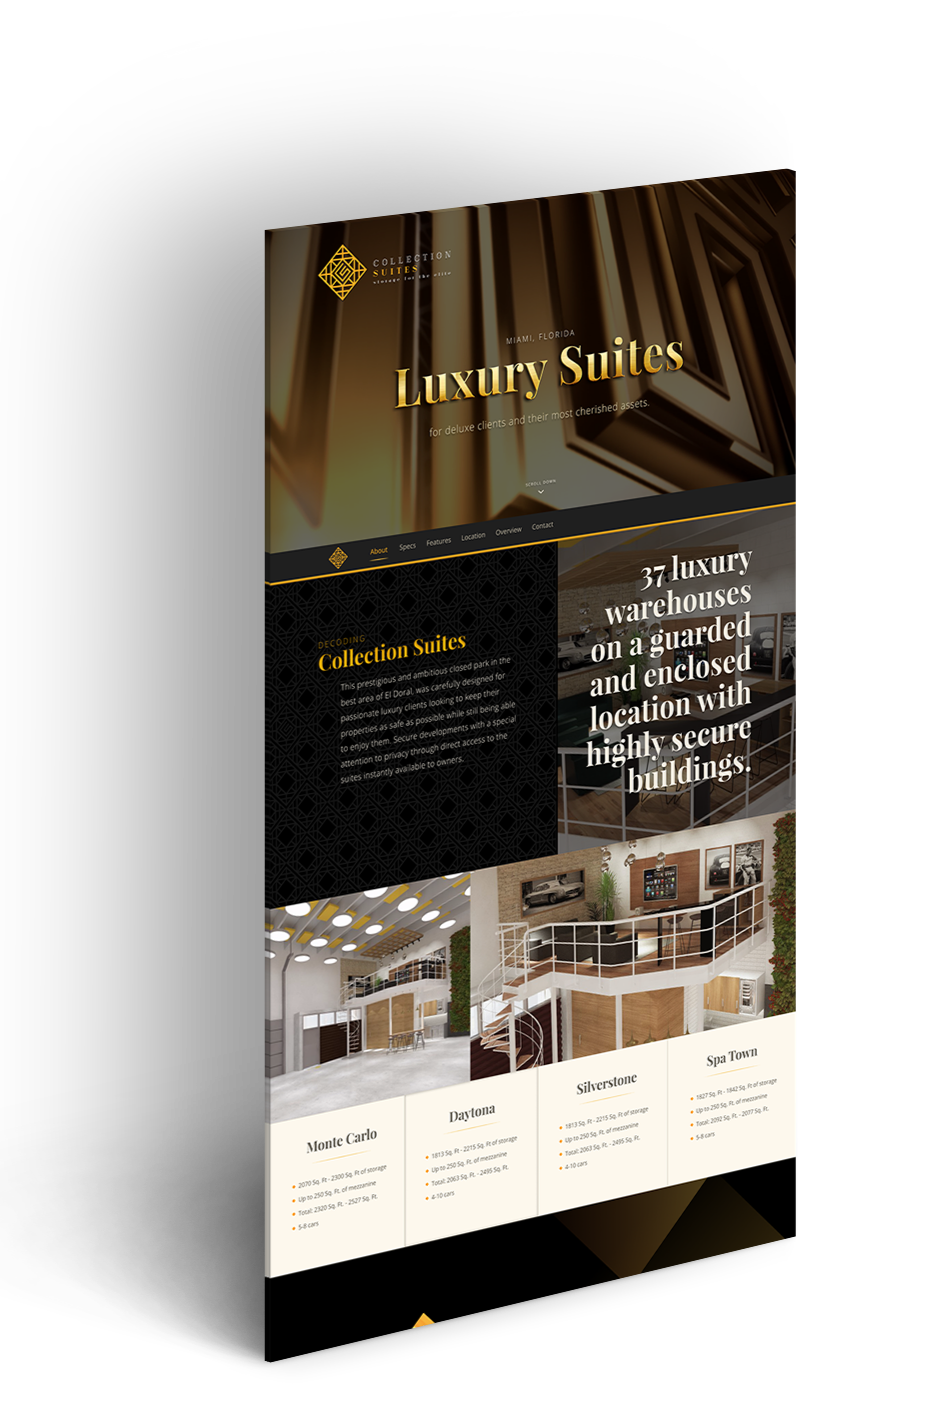 COLLECTION
SUITES
storage for the elite
MIAMI, FLORIDA
Luxury Suites
for deluxe clients and their most cherished assets.
SCROLL DOWN
About Specs Features Location Overview Contact
DECODING
Collection Suites
This prestigious and ambitious closed park in the
best area of El Doral, was carefully designed for
passionate luxury clients looking to keep their
properties as safe as possible while still being able
to enjoy them. Secure developments with a special
attention to privacy through direct access to the
suites instantly available to owners.
37 luxury
warehouses
on a guarded
and enclosed
location with
highly secure
buildings.
Monte Carlo
2070 Sq. Ft - 2300 Sq. Ft of storage
Up to 250 Sq. Ft. of mezzanine
Total: 2320 Sq. Ft. - 2527 Sq. Ft.
5-8 cars
Daytona
1813 Sq. Ft - 2215 Sq. Ft of storage
Up to 250 Sq. Ft. of mezzanine
Total: 2063 Sq. Ft. - 2495 Sq. Ft.
4-10 cars
Silverstone
1813 Sq. Ft - 2215 Sq. Ft of storage
Up to 250 Sq. Ft. of mezzanine
Total: 2063 Sq. Ft. - 2495 Sq. Ft.
4-10 cars
Spa Town
1827 Sq. Ft - 1842 Sq. Ft of storage
Up to 250 Sq. Ft. of mezzanine
Total: 2092 Sq. Ft. - 2077 Sq. Ft.
5-8 cars